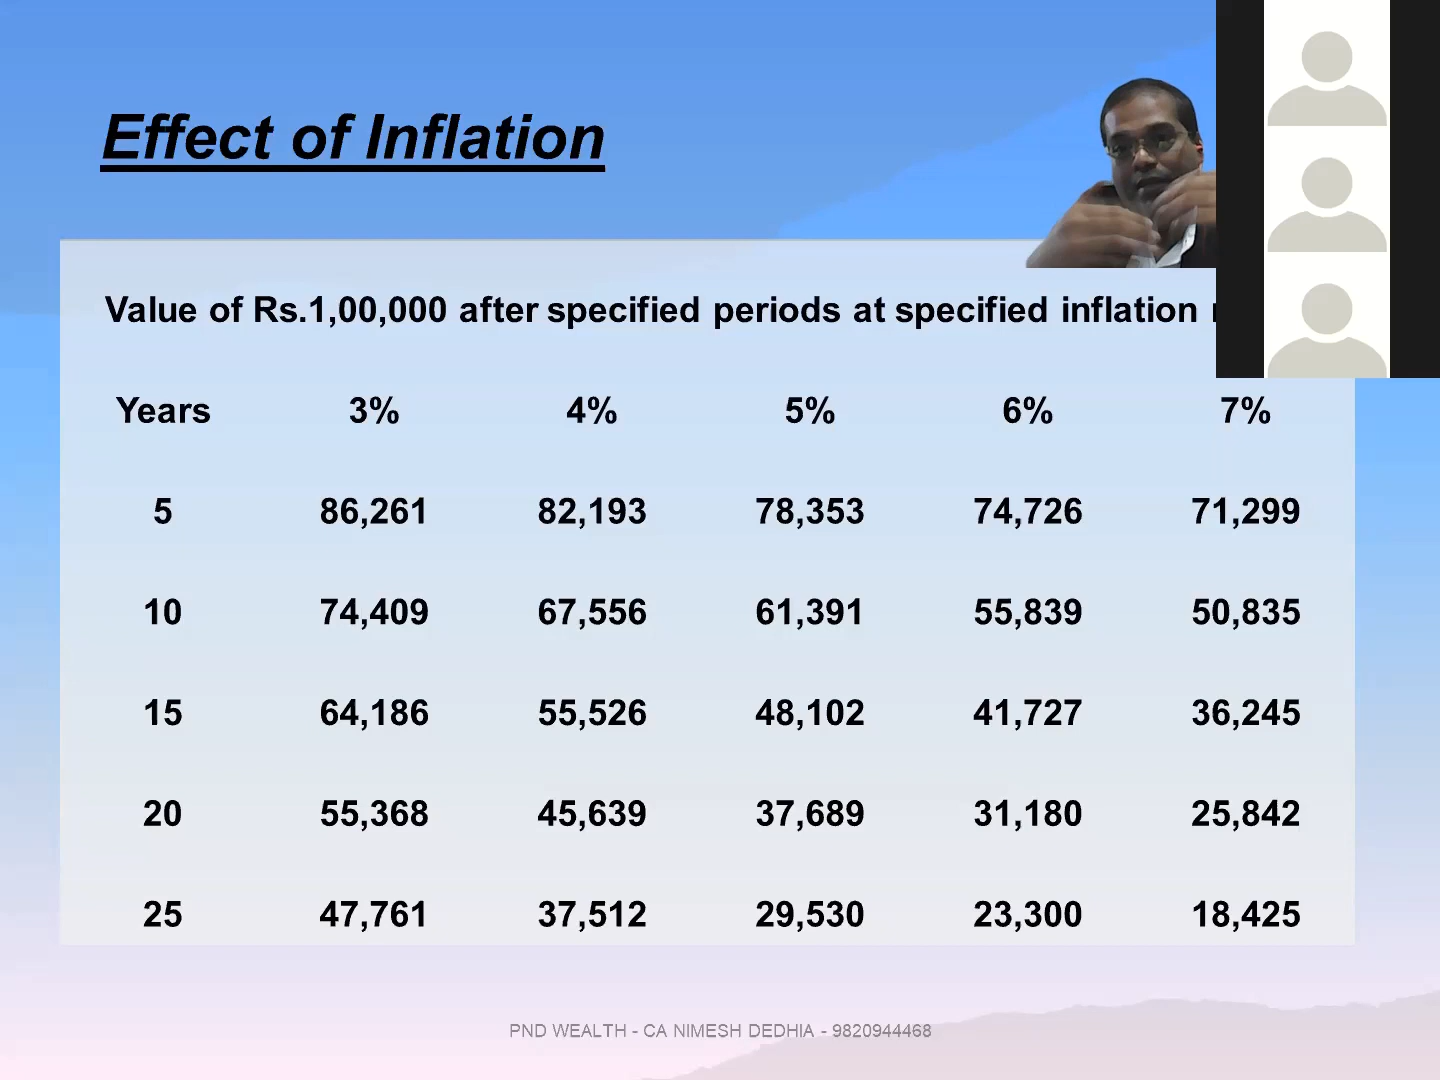 Effect of Inflation
Value of Rs.1,00,000 after specified periods at specified inflation
Years 3% 4% 5% 6% 7%
5 86,261 82,193 78,353 74,726 71,299
10 74,409 67,556 61,391 55,839 50,835
15 64,186 55,526 48,102 41,727 36,245
20 55,368 45,639 37,689 31,180 25,842
25 47,761 37,512 29,530 23,300 18,425
PND WEALTH - CA NIMESH DEDHIA - 9820944468